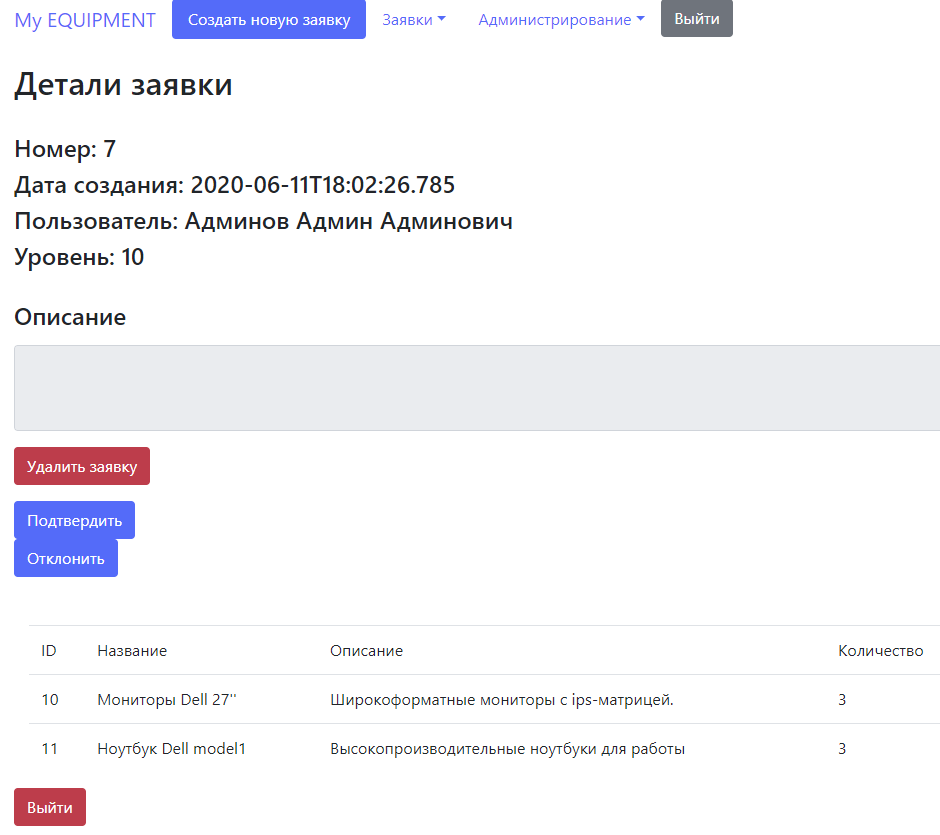 My EQUIPMENT Создать новую заявку Заявки Администрирование Выйти
Детали заявки
Номер: 7
Дата создания: 2020-06-11T18:02:26.785
Пользователь: Админов Админ Админович
Уровень: 10
Описание
Удалить заявку
Подтвердить
Отклонить
ID Название Описание Количество
10 Мониторы Dell 27'' Широкоформатные мониторы с ips-матрицей. 3
11 Ноутбук Dell model1 Высокопроизводительные ноутбуки для работы 3
Выйти